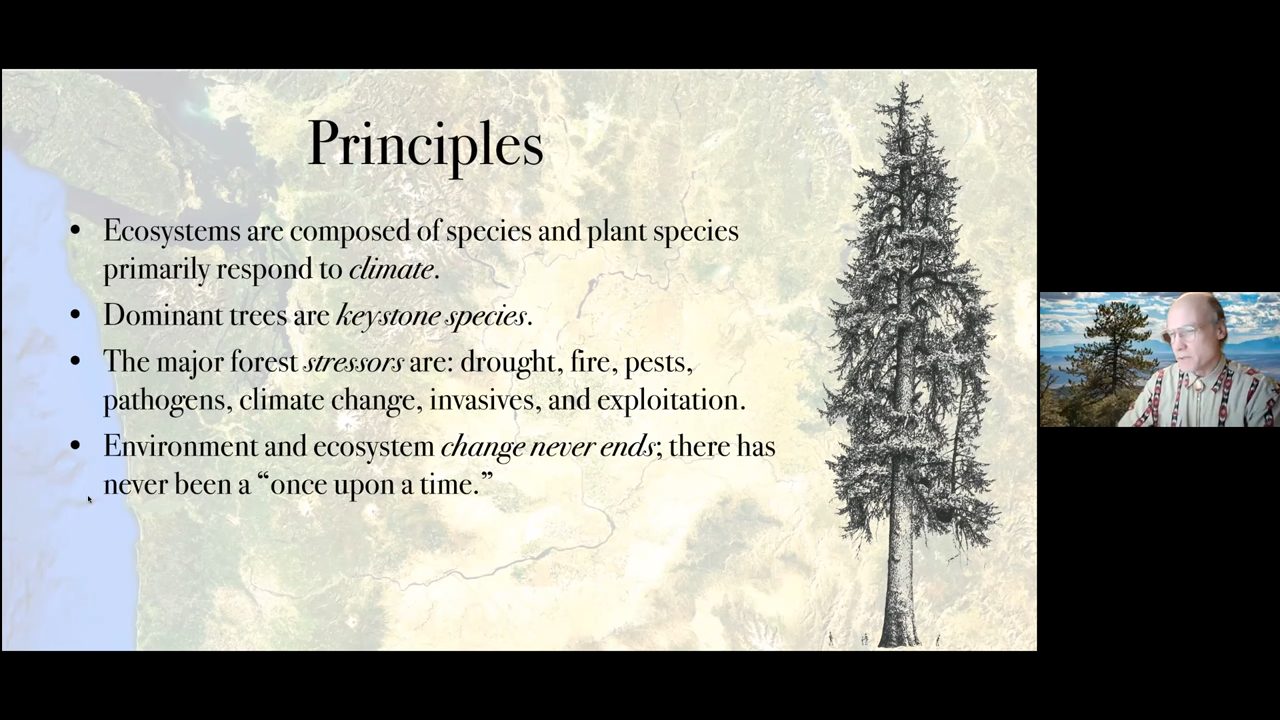 Principles
• Ecosystems are composed of species and plant species
primarily respond to climate.
• Dominant trees are keystone species.
• The major forest stressors are: drought, fire, pests,
pathogens, climate change, invasives, and exploitation.
• Environment and ecosystem change never ends; there has
never been a “once upon a time.”